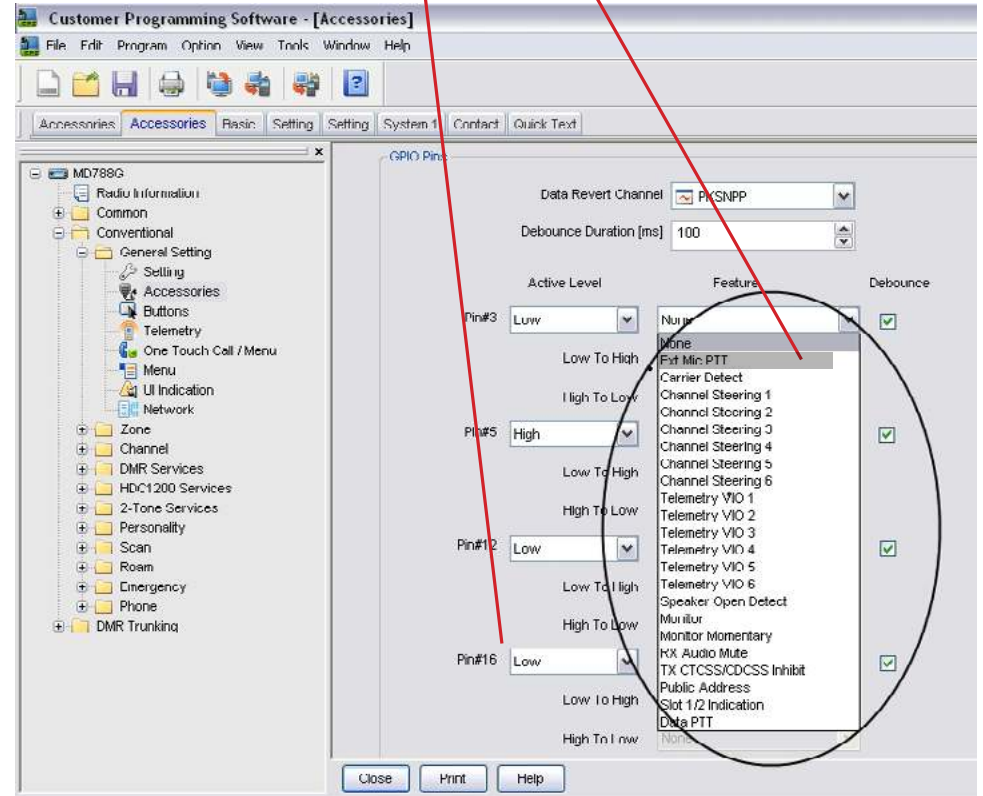 Customer Programming Software - [Accessories]
File Edit Program Option View Tools Window Help
Accessories Accessories Basic Setting Setting System 1 Contact Quick Text
MD788G
Radio Information
Common
Conventional
General Setting
Setting
Accessories
Buttons
Telemetry
One Touch Call / Menu
Menu
UI Indication
Network
Zone
Channel
DMR Services
HDC1200 Services
2-Tone Services
Personality
Scan
Roam
Emergency
Phone
DMR Trunking
GPIO Pins
Data Revert Channel PKSNPP
Debounce Duration [ms] 100
Active Level Feature Debounce
Pin#3 Low None
Low To High
High To Low
Pin#5 High
Low To High
High To Low
Pin#12 Low
Low To High
High To Low
Pin#16 Low
Low To High
High To Low None
None
Ext Mic PTT
Carrier Detect
Channel Steering 1
Channel Steering 2
Channel Steering 3
Channel Steering 4
Channel Steering 5
Channel Steering 6
Telemetry VIO 1
Telemetry VIO 2
Telemetry VIO 3
Telemetry VIO 4
Telemetry VIO 5
Telemetry VIO 6
Speaker Open Detect
Monitor
Monitor Momentary
RX Audio Mute
TX CTCSS/CDCSS Inhibit
Public Address
Slot 1/2 Indication
Data PTT
Close Print Help